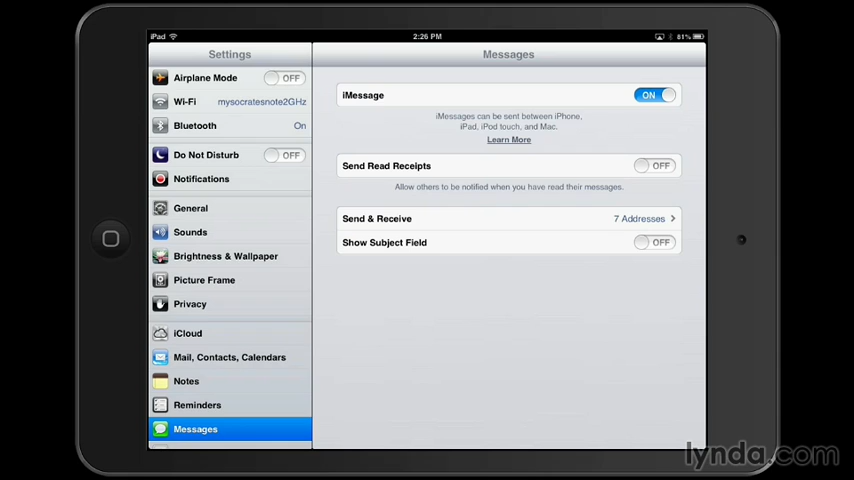 iPad 2:26 PM 81%
Settings
Messages
Airplane Mode OFF
Wi-Fi mysocratesnote2GHz
Bluetooth On
Do Not Disturb OFF
Notifications
General
Sounds
Brightness & Wallpaper
Picture Frame
Privacy
iCloud
Mail, Contacts, Calendars
Notes
Reminders
Messages
iMessage ON
iMessages can be sent between iPhone,
iPad, iPod touch, and Mac.
Learn More
Send Read Receipts OFF
Allow others to be notified when you have read their messages.
Send & Receive 7 Addresses
Show Subject Field OFF
lynda.com